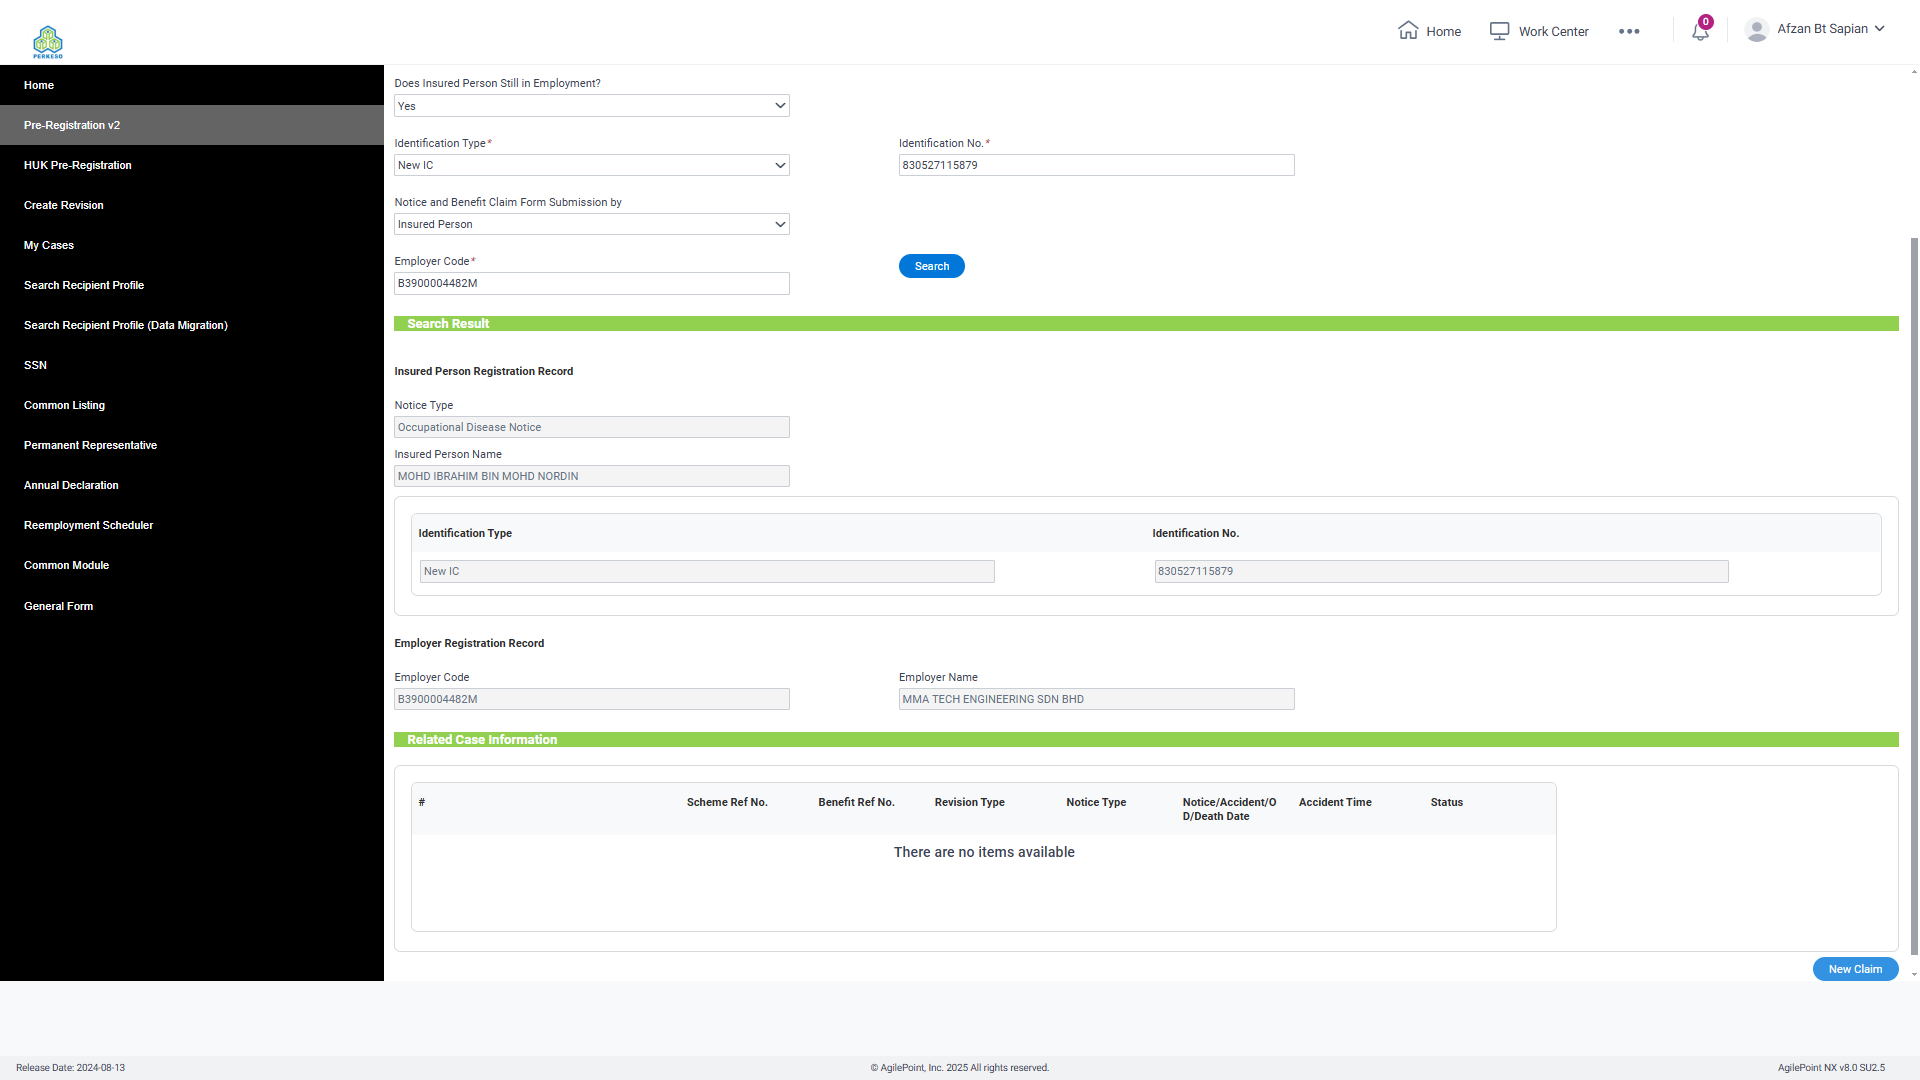 PERKESO
Home
Work Center
0
Afzan Bt Sapian
Home
Pre-Registration v2
HUK Pre-Registration
Create Revision
My Cases
Search Recipient Profile
Search Recipient Profile (Data Migration)
SSN
Common Listing
Permanent Representative
Annual Declaration
Reemployment Scheduler
Common Module
General Form
Does Insured Person Still in Employment?
Yes
Identification Type*
Identification No.*
New IC
830527115879
Notice and Benefit Claim Form Submission by
Insured Person
Employer Code*
Search
B3900004482M
Search Result
Insured Person Registration Record
Notice Type
Occupational Disease Notice
Insured Person Name
MOHD IBRAHIM BIN MOHD NORDIN
Identification Type
Identification No.
New IC
830527115879
Employer Registration Record
Employer Code
Employer Name
B3900004482M
MMA TECH ENGINEERING SDN BHD
Related Case Information
# Scheme Ref No. Benefit Ref No. Revision Type Notice Type Notice/Accident/O Accident Time Status
D/Death Date
There are no items available
New Claim
Release Date: 2024-08-13
© AgilePoint, Inc. 2025 All rights reserved.
AgilePoint NX v8.0 SU2.5